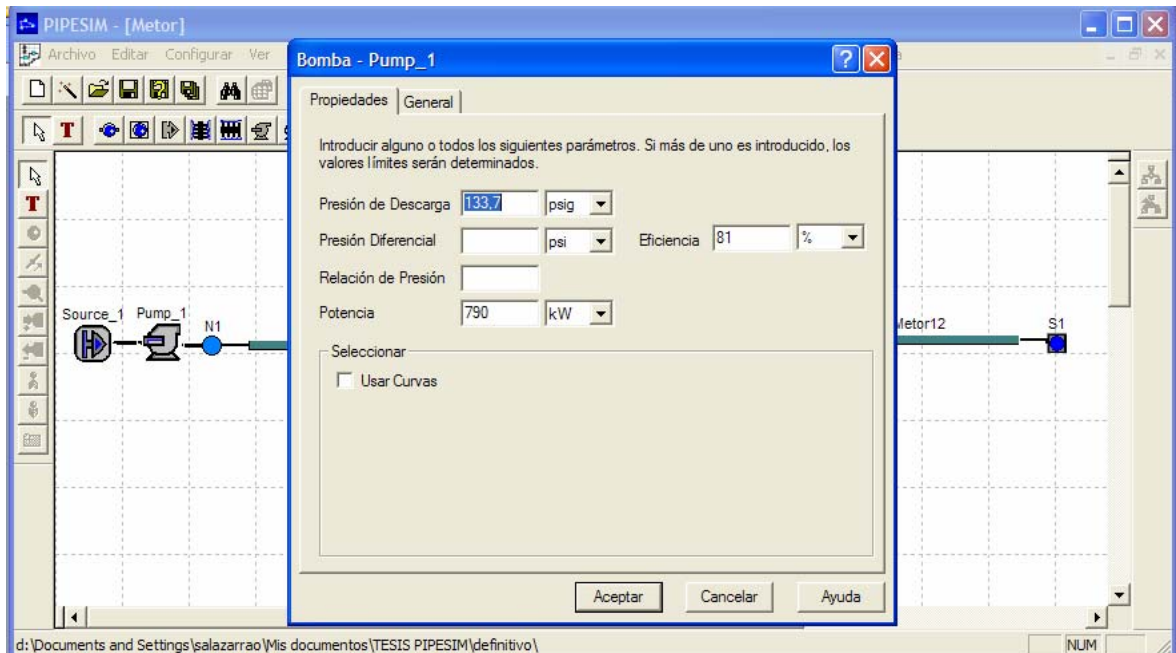 PIPESIM - [Metor]
Archivo Editar Configurar Ver
Bomba - Pump_1
Propiedades General
Introducir alguno o todos los siguientes parámetros. Si más de uno es introducido, los
valores límites serán determinados.
Presión de Descarga 133,7 psig
Presión Diferencial psi Eficiencia 81 %
Relación de Presión
Potencia 790 kW
Seleccionar
Usar Curvas
Aceptar Cancelar Ayuda
T
T
Source_1 Pump_1 N1
Metor12 S1
d:\Documents and Settings\salazarrao\Mis documentos\TESIS PIPESIM\definitivo\ NUM